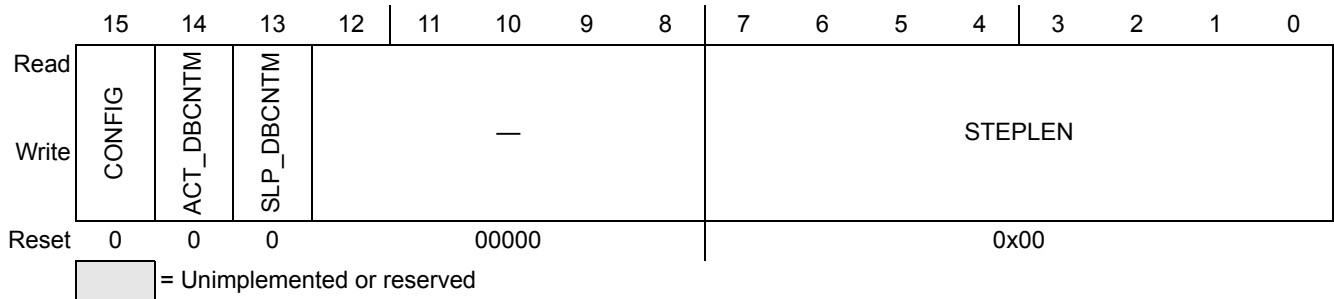 15 14 13 12 11 10 9 8 7 6 5 4 3 2 1 0
Read
Write
CONFIG
ACT_DBCNTM
SLP_DBCNTM
—
STEPLEN
Reset 0 0 0 00000 0x00
= Unimplemented or reserved